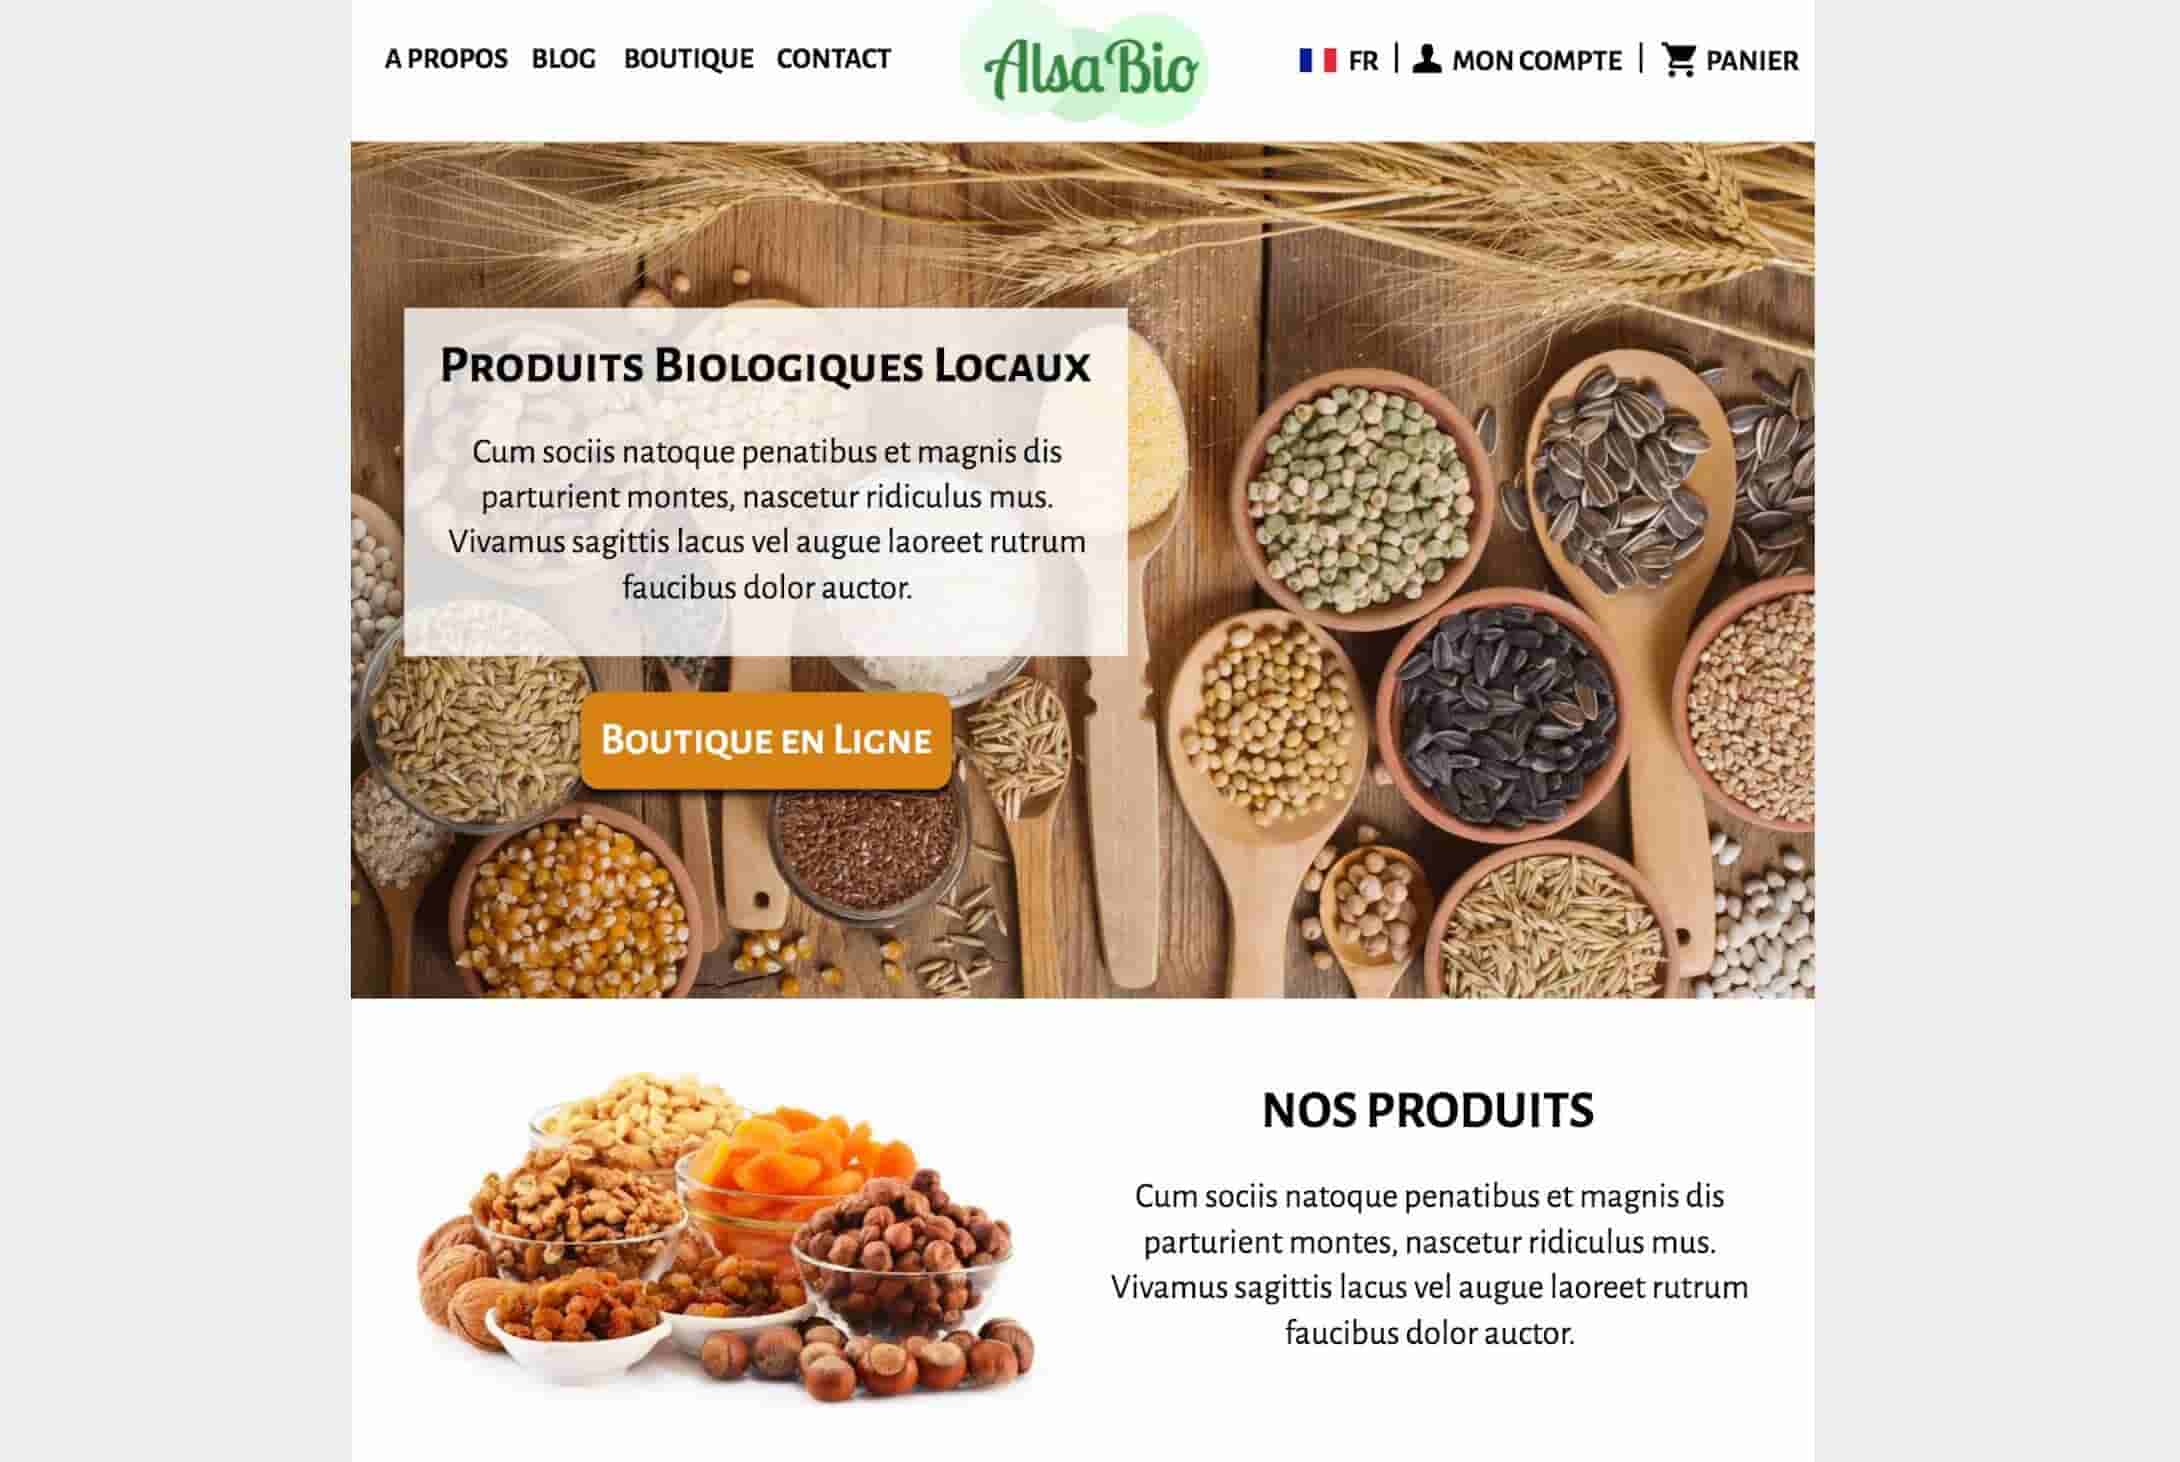 A PROPOS BLOG BOUTIQUE CONTACT
AlsaBio
FR | MON COMPTE | PANIER
Produits Biologiques Locaux
Cum sociis natoque penatibus et magnis dis
parturient montes, nascetur ridiculus mus.
Vivamus sagittis lacus vel augue laoreet rutrum
faucibus dolor auctor.
Boutique en Ligne
NOS PRODUITS
Cum sociis natoque penatibus et magnis dis
parturient montes, nascetur ridiculus mus.
Vivamus sagittis lacus vel augue laoreet rutrum
faucibus dolor auctor.